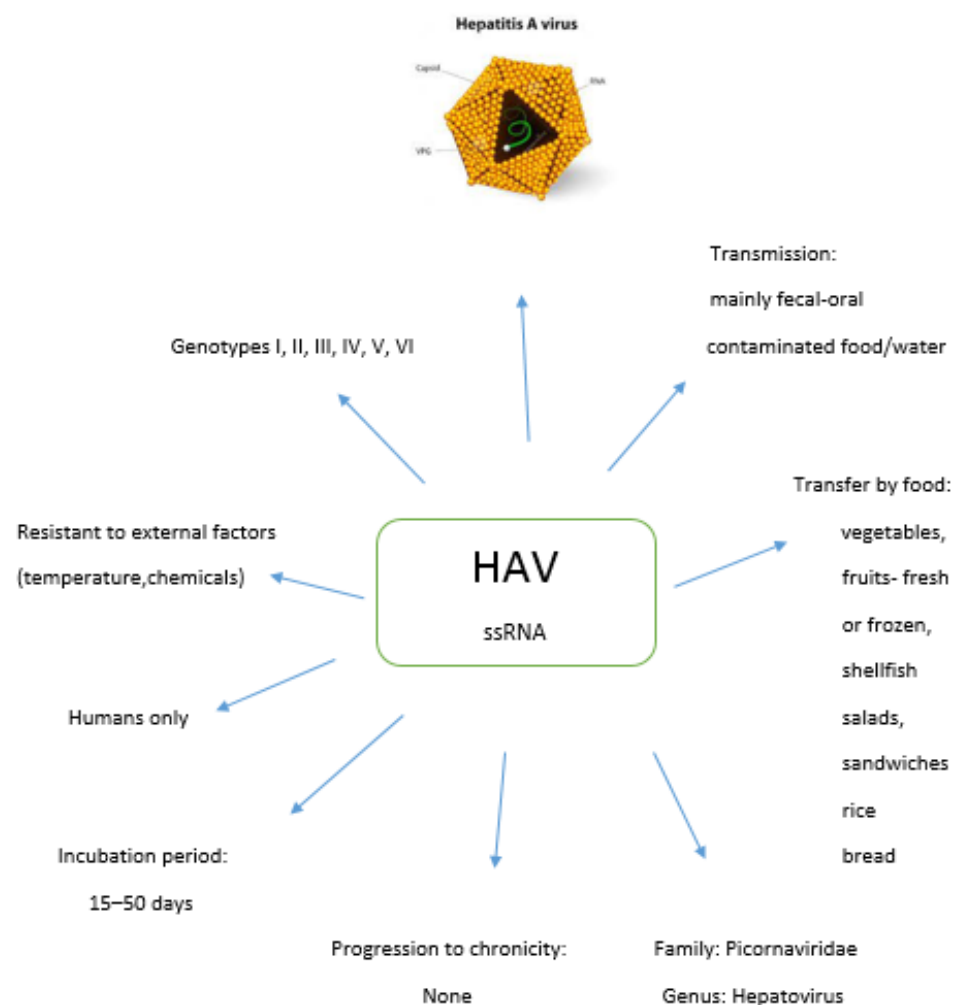 Hepatitis A virus
Capsid
RNA
VPG
Transmission:
mainly fecal-oral
contaminated food/water
Genotypes I, II, III, IV, V, VI
Transfer by food:
vegetables,
fruits- fresh
or frozen,
shellfish
salads,
sandwiches
rice
bread
Resistant to external factors
(temperature,chemicals)
HAV
ssRNA
Humans only
Incubation period:
15–50 days
Progression to chronicity:
None
Family: Picornaviridae
Genus: Hepatovirus